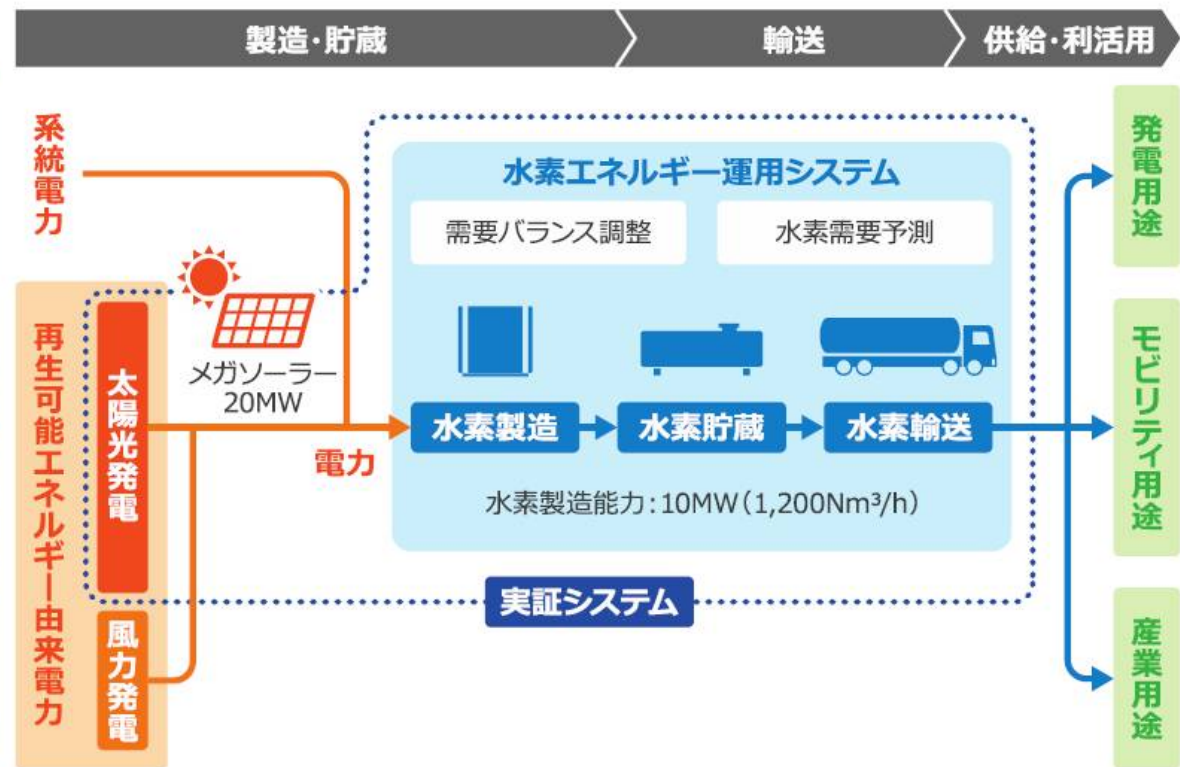 製造・貯蔵
輸送
供給・利活用
系統電力
再生可能エネルギー由来電力
太陽光発電
風力発電
メガソーラー
20MW
電力
水素エネルギー運用システム
需要バランス調整
水素需要予測
水素製造
水素貯蔵
水素輸送
水素製造能力:10MW(1,200Nm³/h)
実証システム
発電用途
モビリティ用途
産業用途